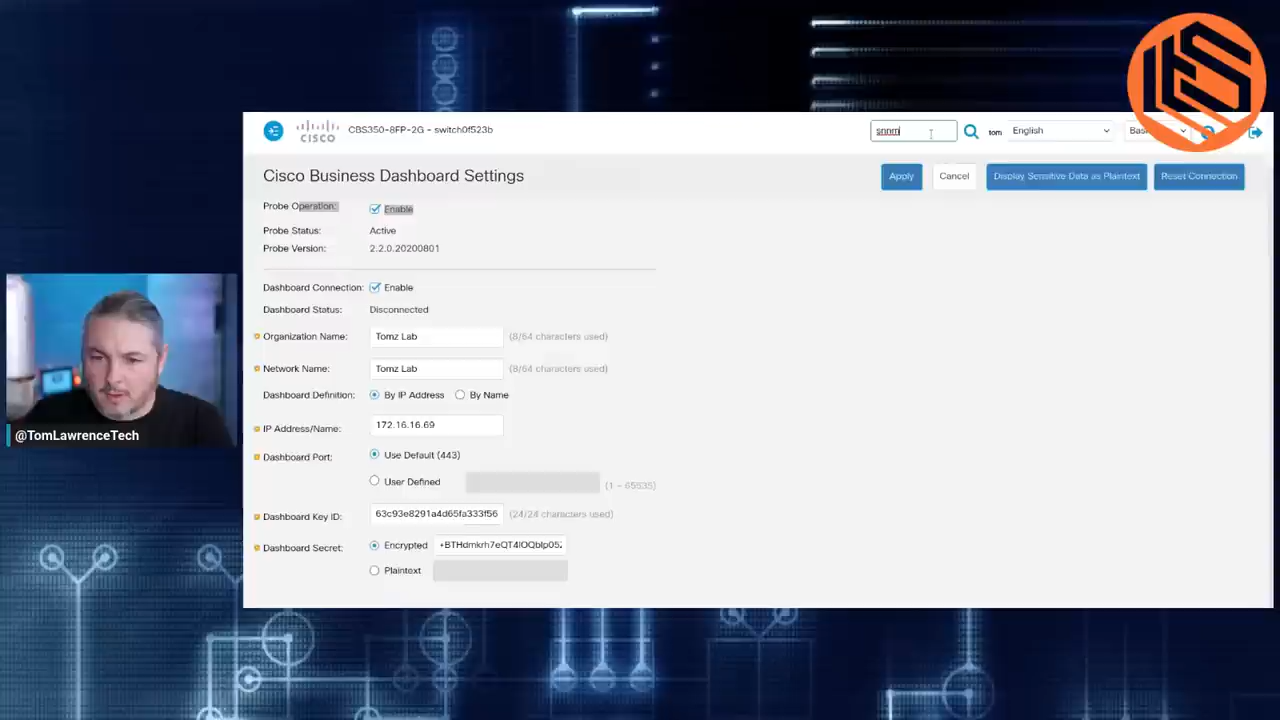 CISCO
CBS350-8FP-2G - switch0f523b
snnm
tom
English
Cisco Business Dashboard Settings
Apply
Cancel
Display Sensitive Data as Plaintext
Reset Connection
Probe Operation:
Enable
Probe Status:
Active
Probe Version:
2.2.0.20200801
Dashboard Connection:
Enable
Dashboard Status:
Disconnected
Organization Name:
Tomz Lab
(8/64 characters used)
Network Name:
Tomz Lab
(8/64 characters used)
Dashboard Definition:
By IP Address
By Name
IP Address/Name:
172.16.16.69
Dashboard Port:
Use Default (443)
User Defined
(1 - 65535)
Dashboard Key ID:
63c93e8291a4d65fa333f56
(24/24 characters used)
Dashboard Secret:
Encrypted
Plaintext
@TomLawrenceTech